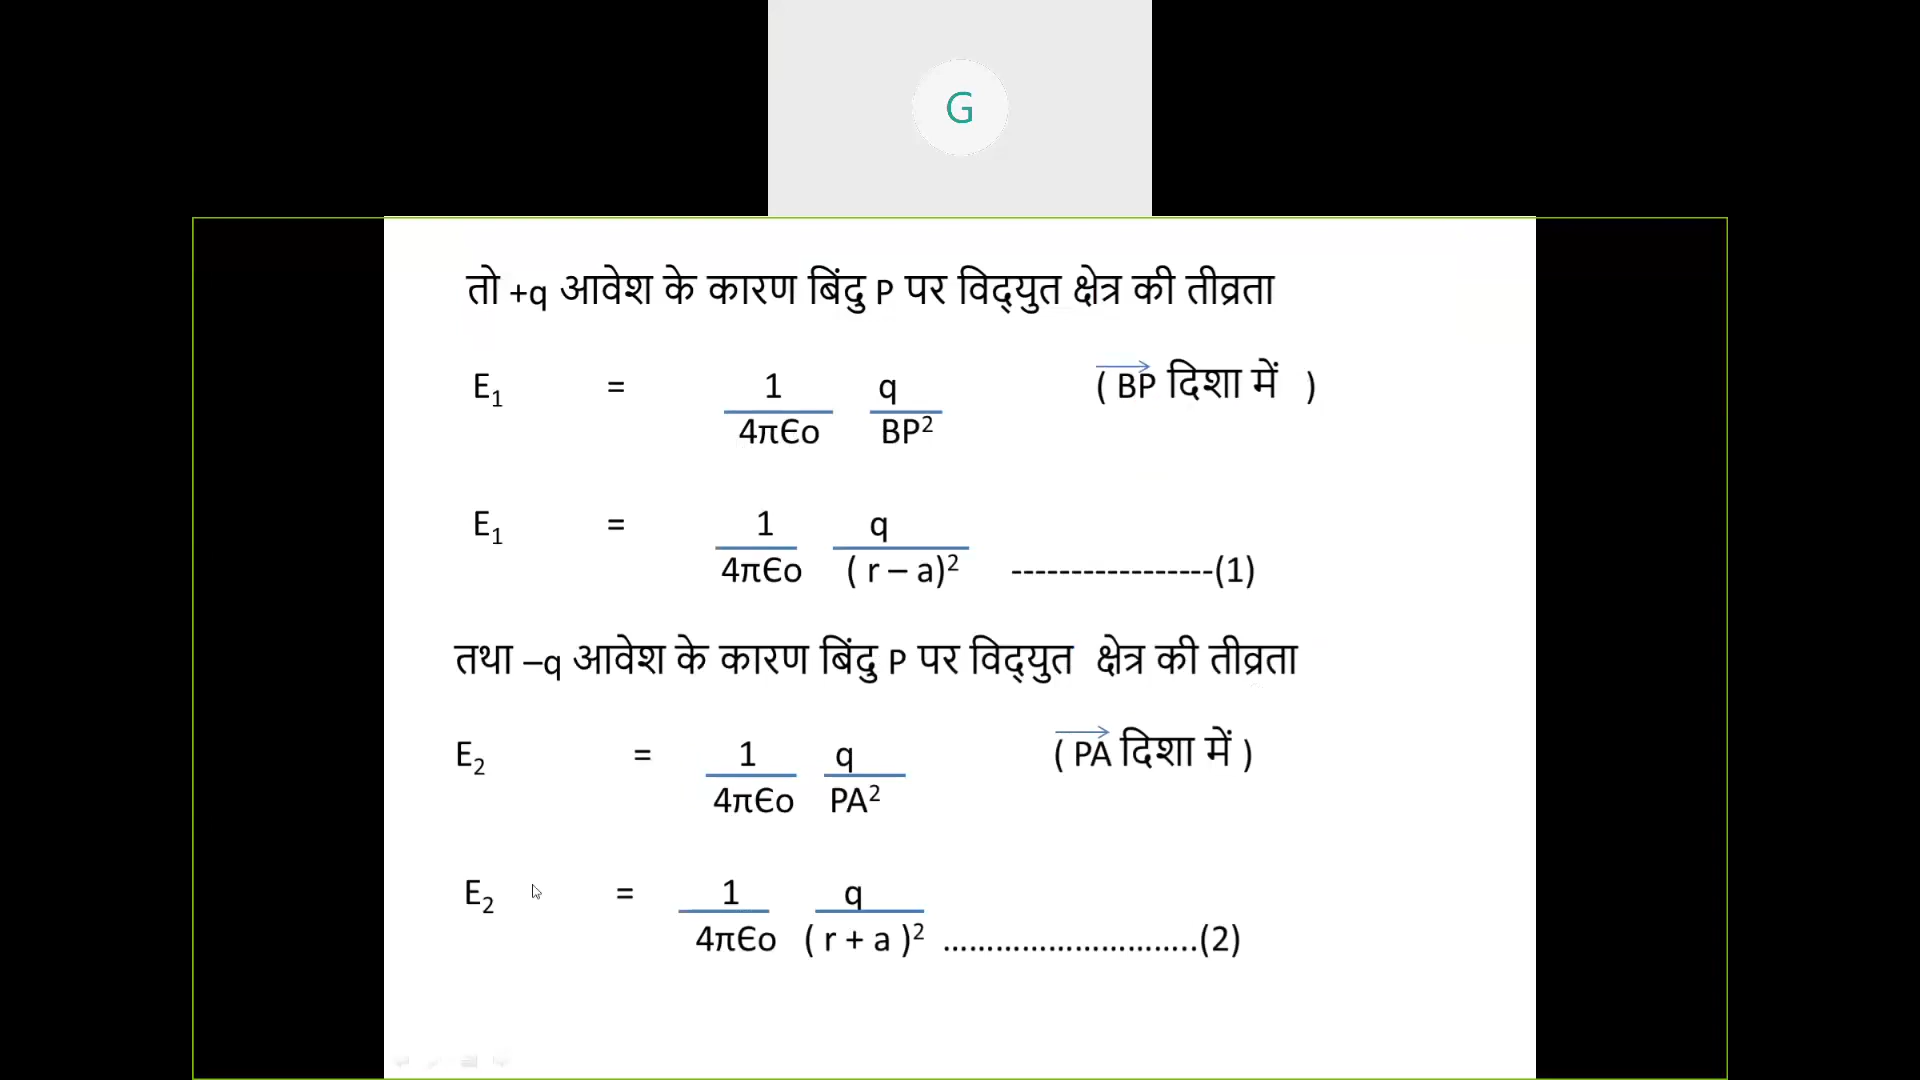 G
तो +q आवेश के कारण बिंदु P पर विद्युत क्षेत्र की तीव्रता
E₁ = 1 q ( BP दिशा में )
4πЄo BP²
E₁ = 1 q
4πЄo ( r – a)² -----------------(1)
तथा –q आवेश के कारण बिंदु P पर विद्युत क्षेत्र की तीव्रता
E₂ = 1 q ( PA दिशा में )
4πЄo PA²
E₂ = 1 q
4πЄo ( r + a )² ………………………..(2)